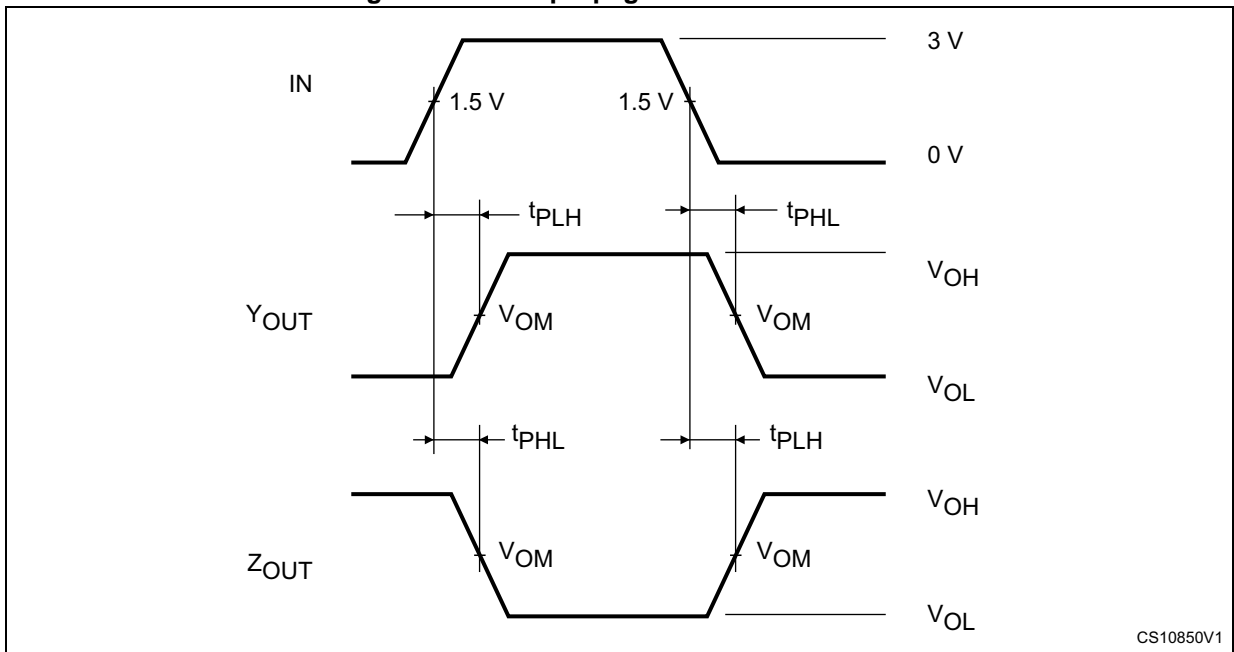 IN
1.5 V
1.5 V
3 V
0 V
tPLH
tPHL
YOUT
VOM
VOM
VOH
VOL
tPHL
tPLH
ZOUT
VOM
VOM
VOH
VOL
CS10850V1